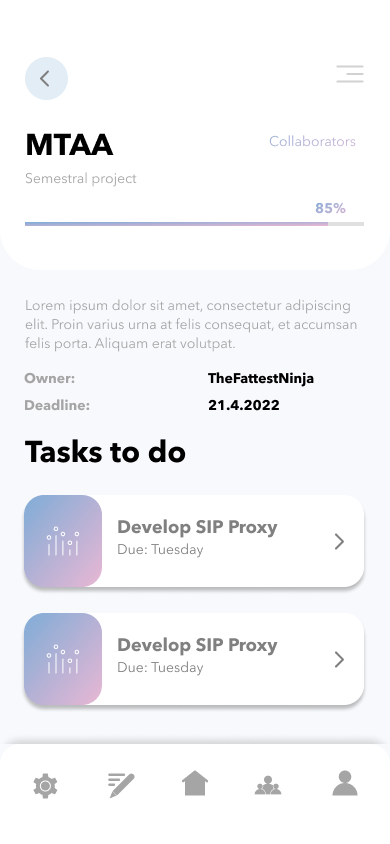 MTAA
Collaborators
Semestral project
85%
Lorem ipsum dolor sit amet, consectetur adipiscing
elit. Proin varius urna at felis consequat, et accumsan
felis porta. Aliquam erat volutpat.
Owner: TheFattestNinja
Deadline: 21.4.2022
Tasks to do
Develop SIP Proxy
Due: Tuesday
Develop SIP Proxy
Due: Tuesday